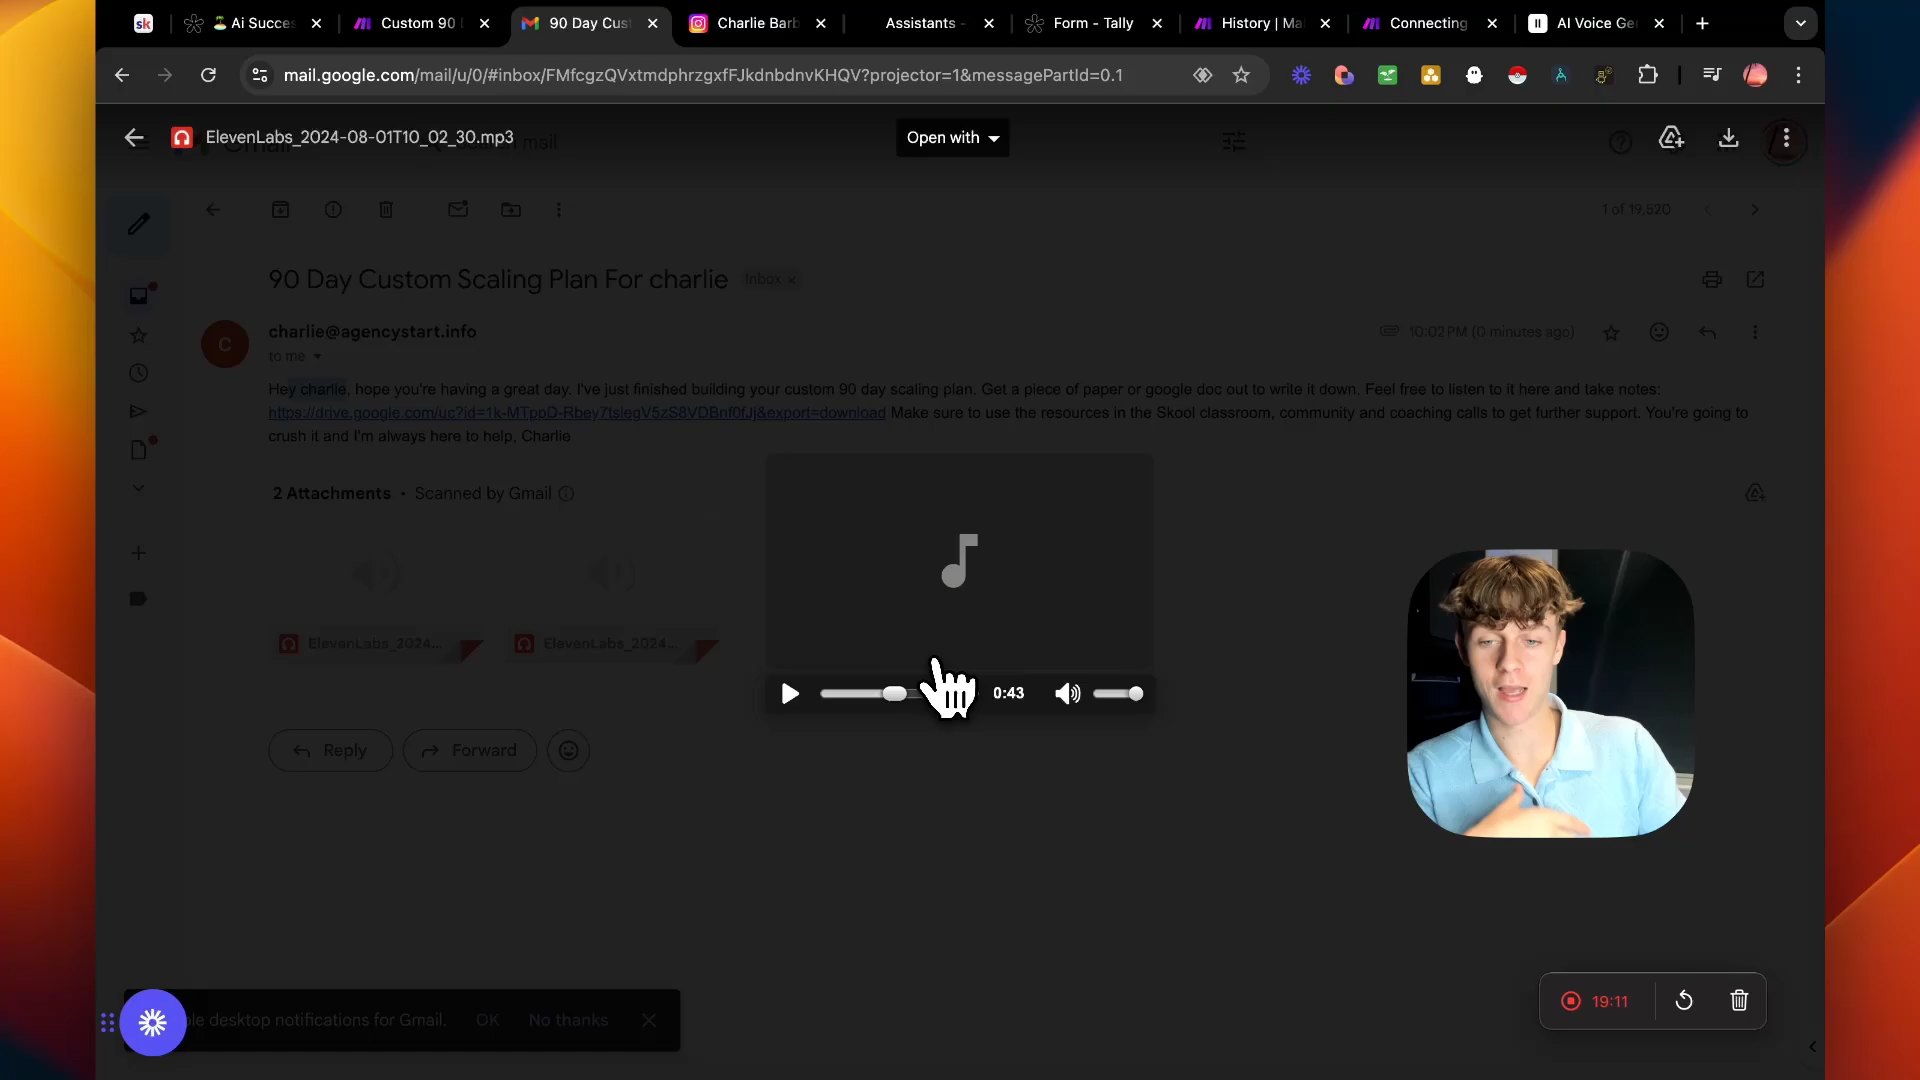 sk
Ai Succes
Custom 90
90 Day Cus
Charlie Barb
Assistants -
Form - Tally
History | Ma
Connecting
AI Voice Ge
mail.google.com/mail/u/0/#inbox/FMfcgzQVxtmdphrzgxfFJkdnbdnvKHQV?projector=1&messagePartId=0.1
ElevenLabs_2024-08-01T10_02_30.mp3
Open with
1 of 19,520
90 Day Custom Scaling Plan For charlie
Inbox ×
charlie@agencystart.info
10:02 PM (0 minutes ago)
C
to me
Hey charlie, hope you're having a great day. I've just finished building your custom 90 day scaling plan. Get a piece of paper or google doc out to write it down. Feel free to listen to it here and take notes:
https://drive.google.com/uc?id=1k-MTppD-Rbey7tslegV5zS8VDBnf0fJj&export=download Make sure to use the resources in the Skool classroom, community and coaching calls to get further support. You're going to
crush it and I'm always here to help, Charlie
2 Attachments • Scanned by Gmail
ElevenLabs_2024...
ElevenLabs_2024...
0:43
Reply
Forward
desktop notifications for Gmail.
OK
No thanks
19:11